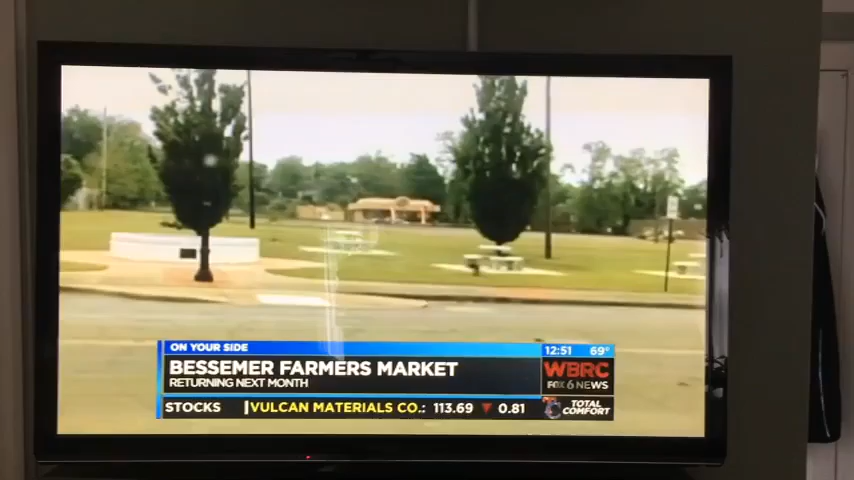 ON YOUR SIDE
12:51 69°
BESSEMER FARMERS MARKET
RETURNING NEXT MONTH
WBRC
FOX 6 NEWS
STOCKS VULCAN MATERIALS CO.: 113.69 ▼ 0.81
TOTAL
COMFORT